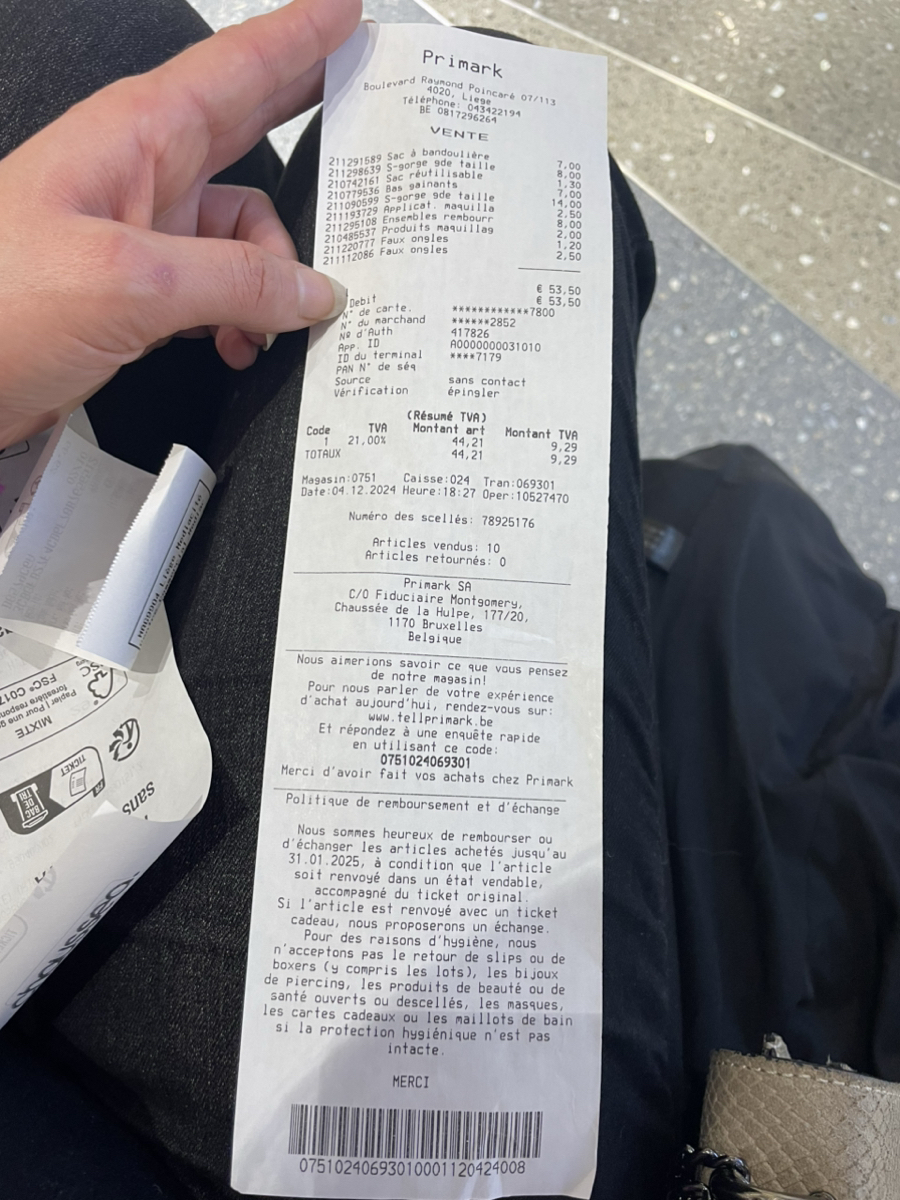 Primark
Boulevard Raymond Poincaré 07/113
4020, Liege
Téléphone: 043422194
BE 0817296264
VENTE
211291589 Sac à bandoulière 7,00
211298639 S-gorge gde taille 8,00
210742161 Sac réutilisable 1,30
210779536 Bas gainants 7,00
211090599 S-gorge gde taille 14,00
211193729 Applicat. maquilla 2,50
211295108 Ensembles rembourr 8,00
210485537 Produits maquillag 2,00
211220777 Faux ongles 1,20
211112086 Faux ongles 2,50
€ 53,50
Debit € 53,50
N° de carte. ************7800
N° du marchand ******2852
Nº d'Auth 417826
App. ID A0000000031010
ID du terminal ****7179
PAN N° de séq
Source sans contact
Vérification épingler
(Résumé TVA)
Code TVA Montant art Montant TVA
1 21,00% 44,21 9,29
TOTAUX 44,21 9,29
Magasin:0751 Caisse:024 Tran:069301
Date:04.12.2024 Heure:18:27 Oper:10527470
Numéro des scellés: 78925176
Articles vendus: 10
Articles retournés: 0
Primark SA
C/O Fiduciaire Montgomery,
Chaussée de la Hulpe, 177/20,
1170 Bruxelles
Belgique
Nous aimerions savoir ce que vous pensez
de notre magasin!
Pour nous parler de votre expérience
d'achat aujourd'hui, rendez-vous sur:
www.tellprimark.be
Et répondez à une enquête rapide
en utilisant ce code:
0751024069301
Merci d'avoir fait vos achats chez Primark
Politique de remboursement et d'échange
Nous sommes heureux de rembourser ou
d'échanger les articles achetés jusqu'au
31.01.2025, à condition que l'article
soit renvoyé dans un état vendable,
accompagné du ticket original.
Si l'article est renvoyé avec un ticket
cadeau, nous proposerons un échange.
Pour des raisons d'hygiène, nous
n'acceptons pas le retour de slips ou de
boxers (y compris les lots), les bijoux
de piercing, les produits de beauté ou de
santé ouverts ou descellés, les masques,
les cartes cadeaux ou les maillots de bain
si la protection hygiénique n'est pas
intacte.
MERCI
07510240693010001120424008
MIXTE
Papier | Pour une
FSC® C017
TICKET
BAC
DE
TRI
FR
sans